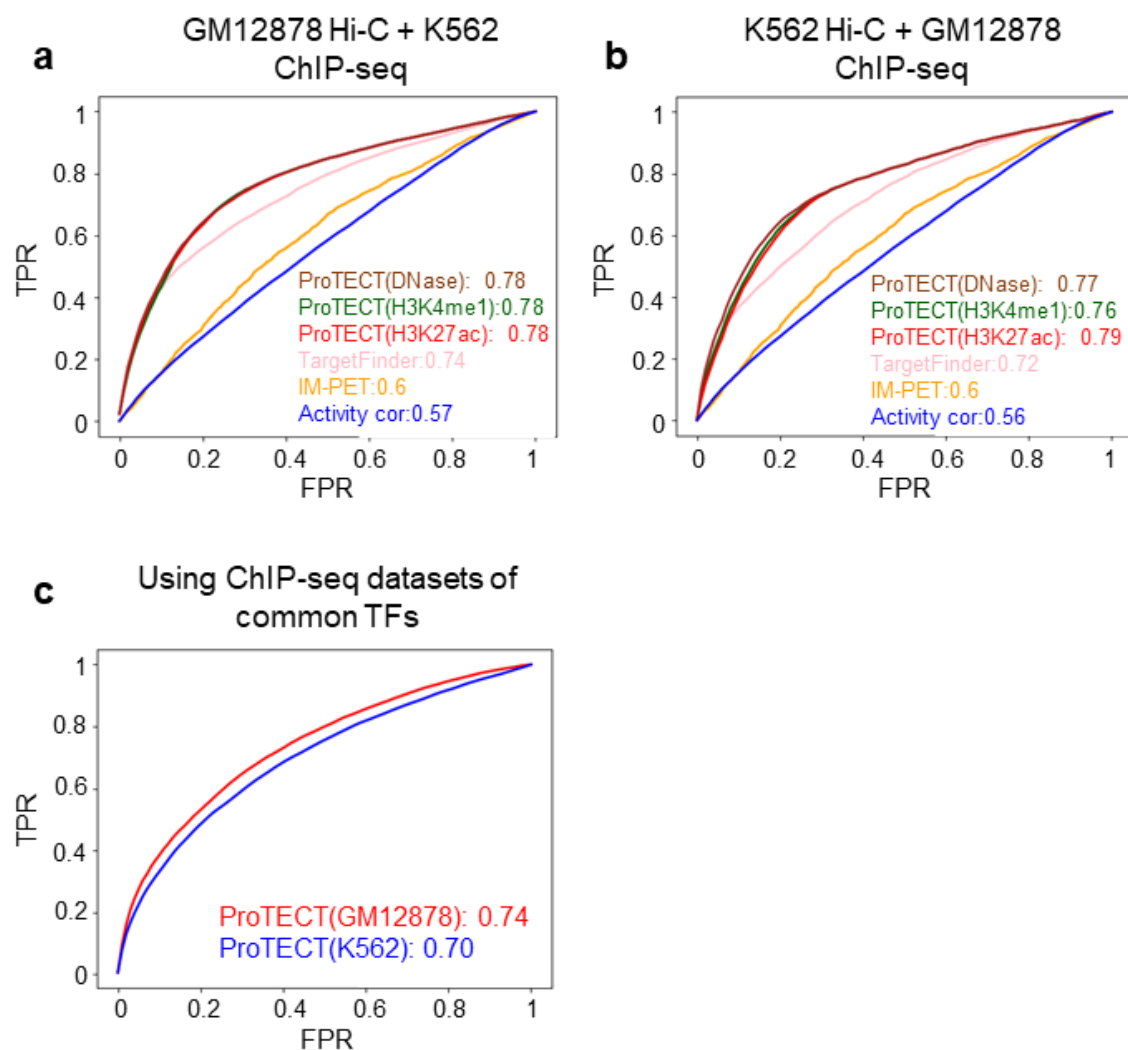 a
GM12878 Hi-C + K562
ChIP-seq
TPR
1
0.8
0.6
0.4
0.2
0
ProTECT(DNase): 0.78
ProTECT(H3K4me1):0.78
ProTECT(H3K27ac): 0.78
TargetFinder:0.74
IM-PET:0.6
Activity cor:0.57
0 0.2 0.4 0.6 0.8 1
FPR
b
K562 Hi-C + GM12878
ChIP-seq
TPR
1
0.8
0.6
0.4
0.2
0
ProTECT(DNase): 0.77
ProTECT(H3K4me1):0.76
ProTECT(H3K27ac): 0.79
TargetFinder:0.72
IM-PET:0.6
Activity cor:0.56
0 0.2 0.4 0.6 0.8 1
FPR
c
Using ChIP-seq datasets of
common TFs
TPR
1
0.8
0.6
0.4
0.2
0
ProTECT(GM12878): 0.74
ProTECT(K562): 0.70
0 0.2 0.4 0.6 0.8 1
FPR